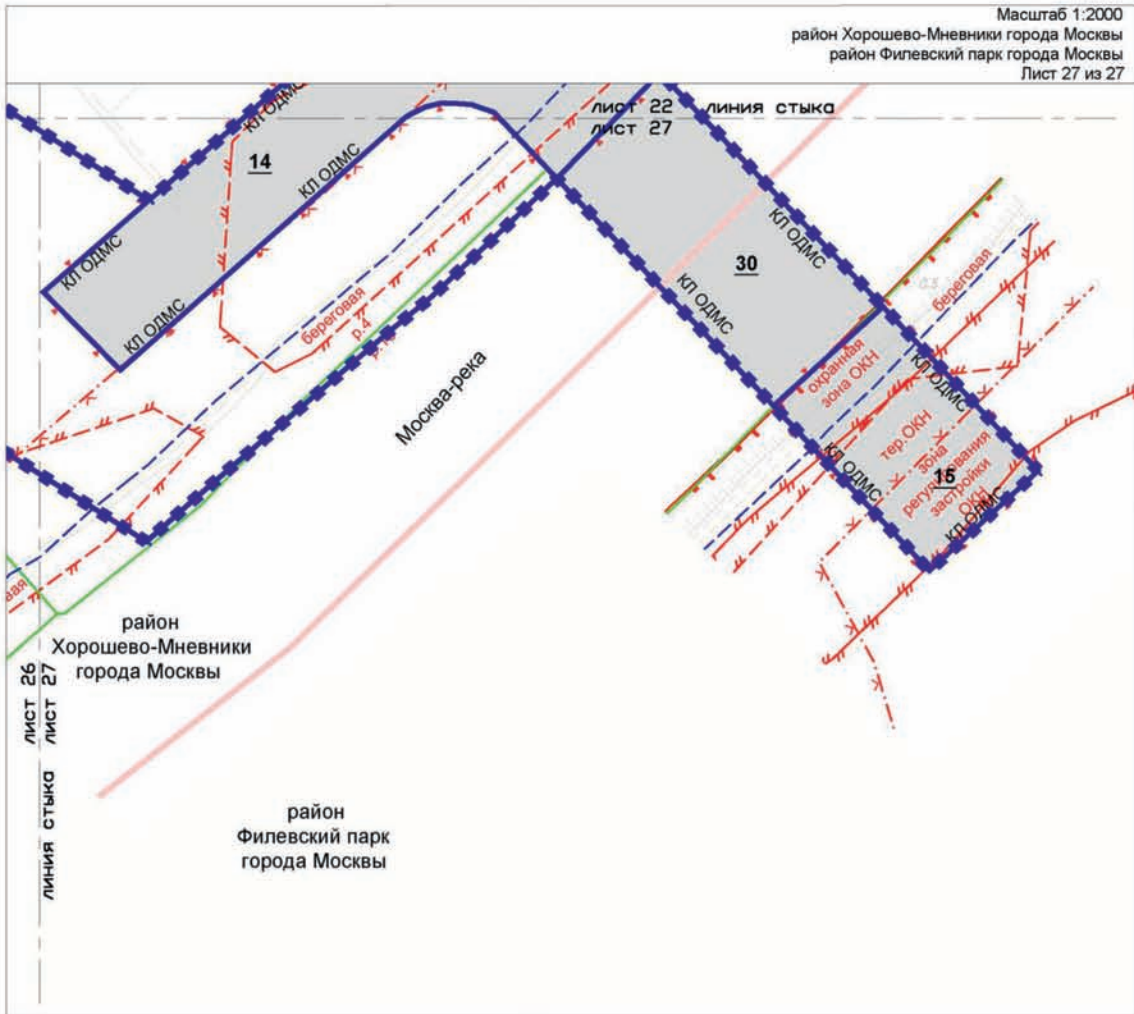 Масштаб 1:2000
район Хорошево-Мневники города Москвы
район Филевский парк города Москвы
Лист 27 из 27
лист 22 линия стыка
лист 27
КЛ ОДМС
14
КЛ ОДМС
КЛ ОДМС
КЛ ОДМС
КЛ ОДМС
30
КЛ ОДМС
береговая
р.4
береговая
охранная
зона ОКН
КЛ ОДМС
Москва-река
тер.ОКН
зона
регулирования
застройки
ОКН
15
КЛ ОДМС
КЛ ОДМС
район
Хорошево-Мневники
города Москвы
лист 26
лист 27
линия стыка
район
Филевский парк
города Москвы